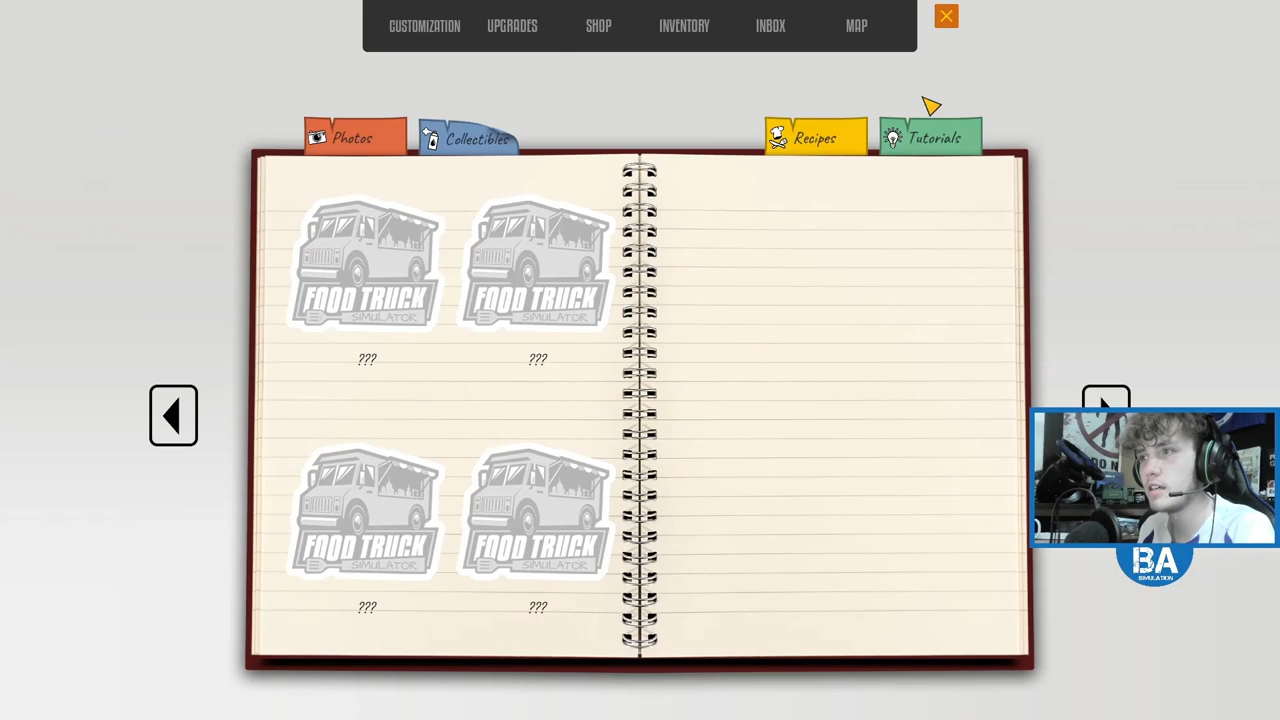 CUSTOMIZATION UPGRADES SHOP INVENTORY INBOX MAP
Photos Collectibles Recipes Tutorials
FOOD TRUCK FOOD TRUCK
SIMULATOR SIMULATOR
??? ???
FOOD TRUCK FOOD TRUCK
SIMULATOR SIMULATOR
??? ???
BA
SIMULATION